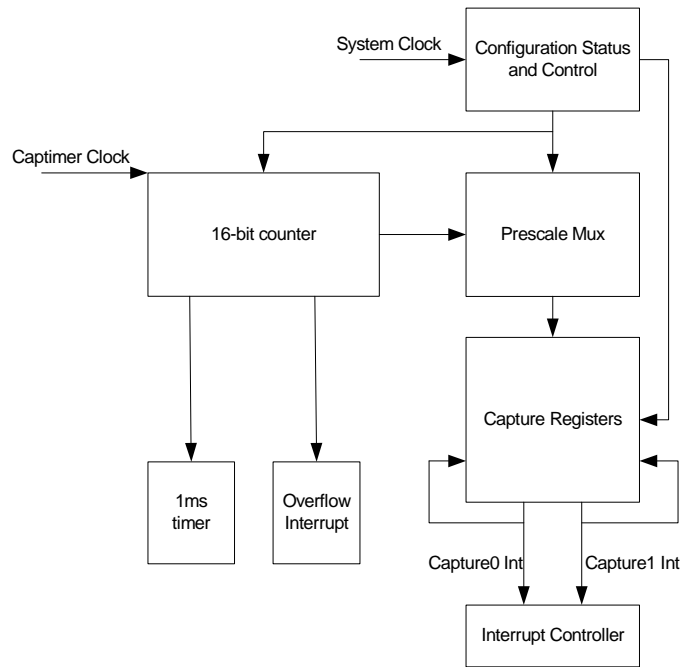 System Clock
Configuration Status
and Control
Captimer Clock
16-bit counter
Prescale Mux
Capture Registers
1ms
timer
Overflow
Interrupt
Capture0 Int
Capture1 Int
Interrupt Controller